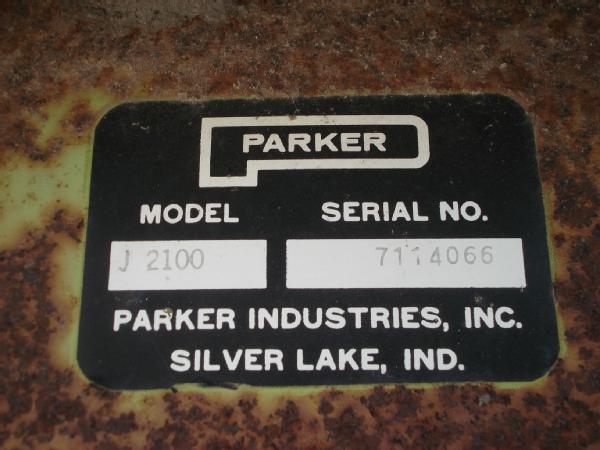 PARKER
MODEL SERIAL NO.
J 2100 7114066
PARKER INDUSTRIES, INC.
SILVER LAKE, IND.